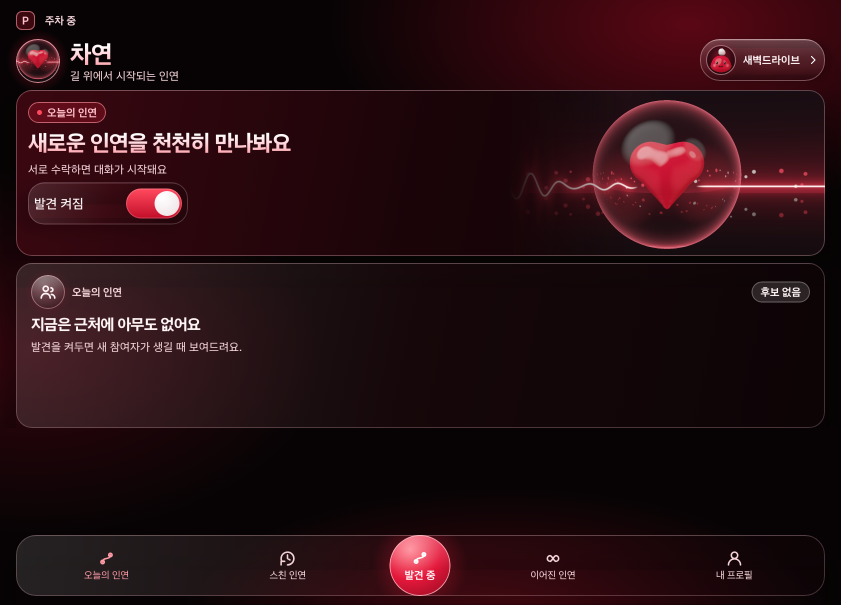 P 주차 중
차연
길 위에서 시작되는 인연
새벽드라이브
오늘의 인연
새로운 인연을 천천히 만나봐요
서로 수락하면 대화가 시작돼요
발견 켜짐
오늘의 인연
후보 없음
지금은 근처에 아무도 없어요
발견을 켜두면 새 참여자가 생길 때 보여드려요.
오늘의 인연
스친 인연
발견 중
이어진 인연
내 프로필